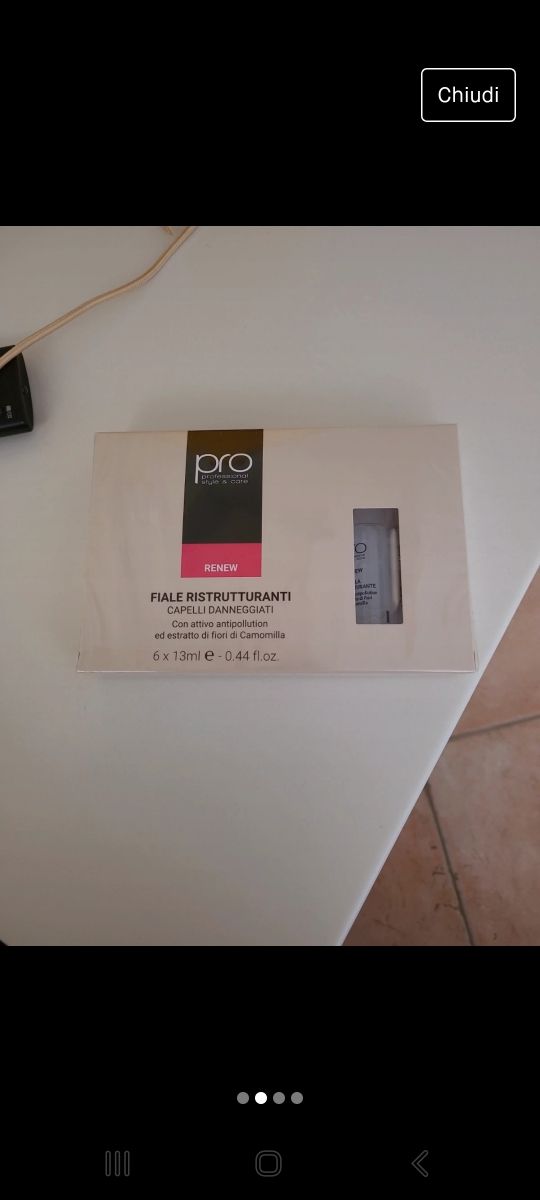 Chiudi
pro
professional
style & care
RENEW
FIALE RISTRUTTURANTI
CAPELLI DANNEGGIATI
Con attivo antipollution
ed estratto di fiori di Camomilla
6 x 13ml e - 0.44 fl.oz.